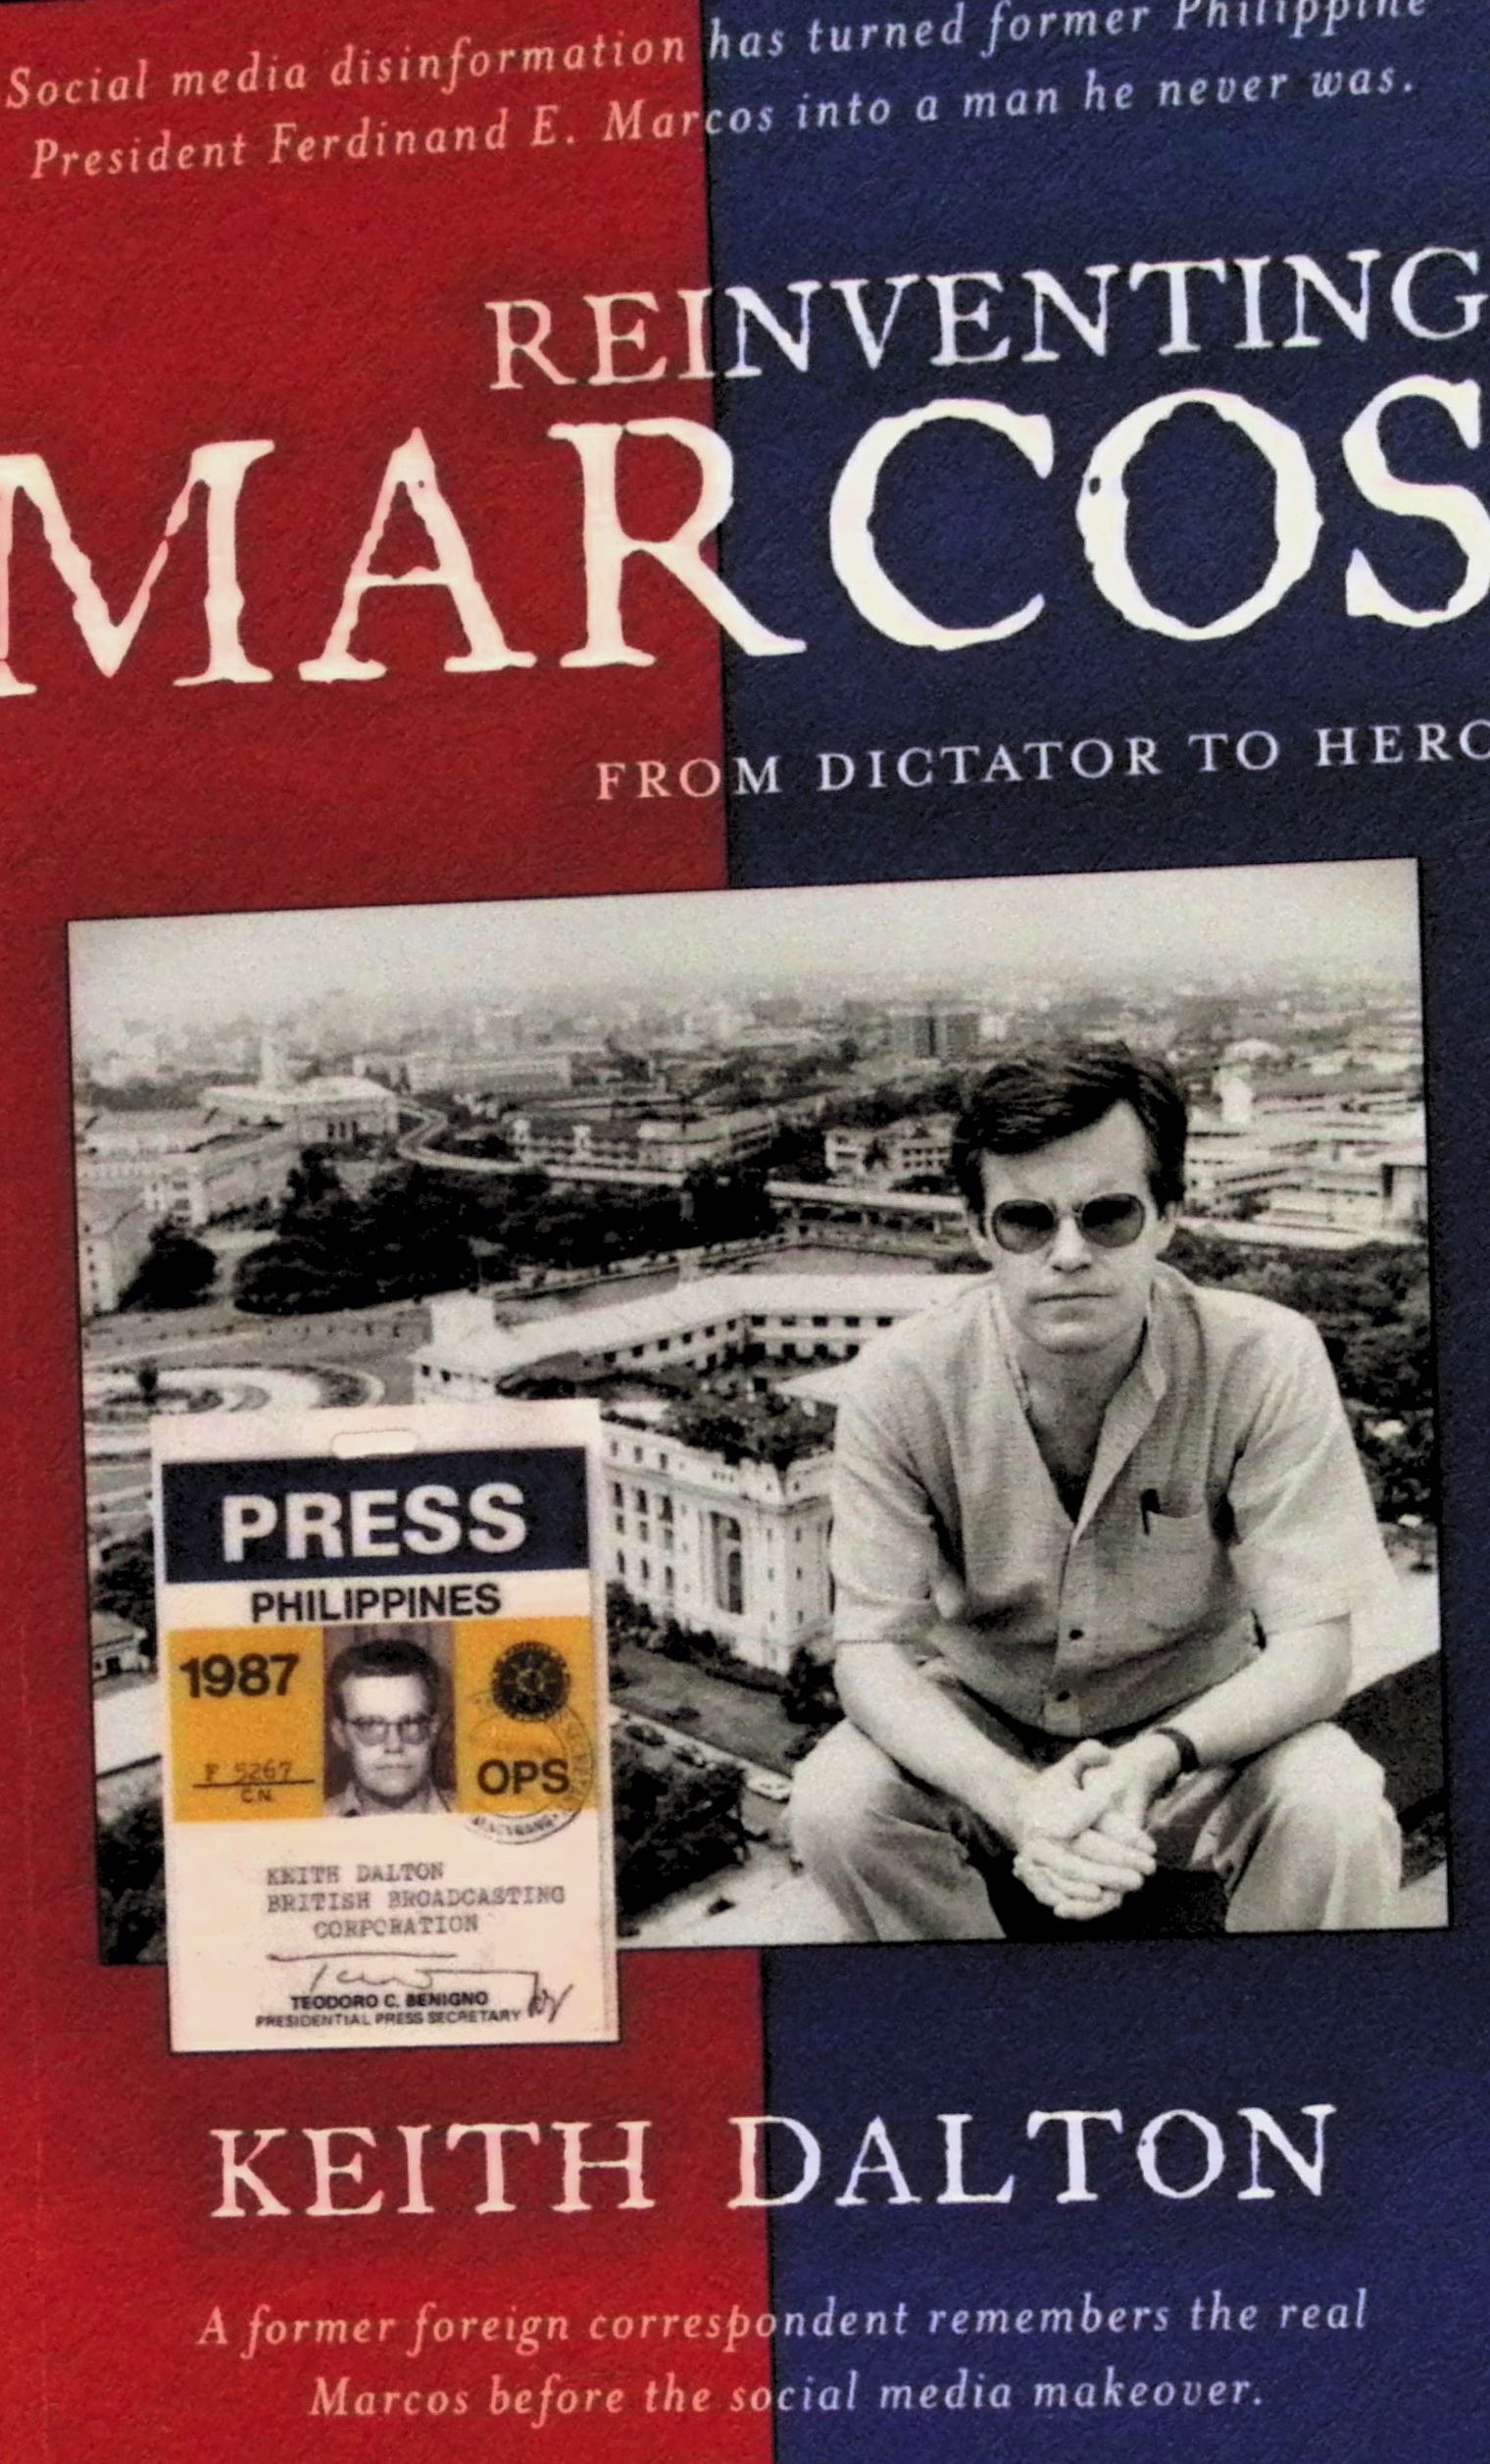 Social media disinformation has turned former Philippine
President Ferdinand E. Marcos into a man he never was.
REINVENTING
MARCOS
FROM DICTATOR TO HERO
PRESS
PHILIPPINES
1987
F 5267
C.N.
OPS
KEITH DALTON
BRITISH BROADCASTING
CORPORATION
TEODORO C. BENIGNO
PRESIDENTIAL PRESS SECRETARY
KEITH DALTON
A former foreign correspondent remembers the real
Marcos before the social media makeover.